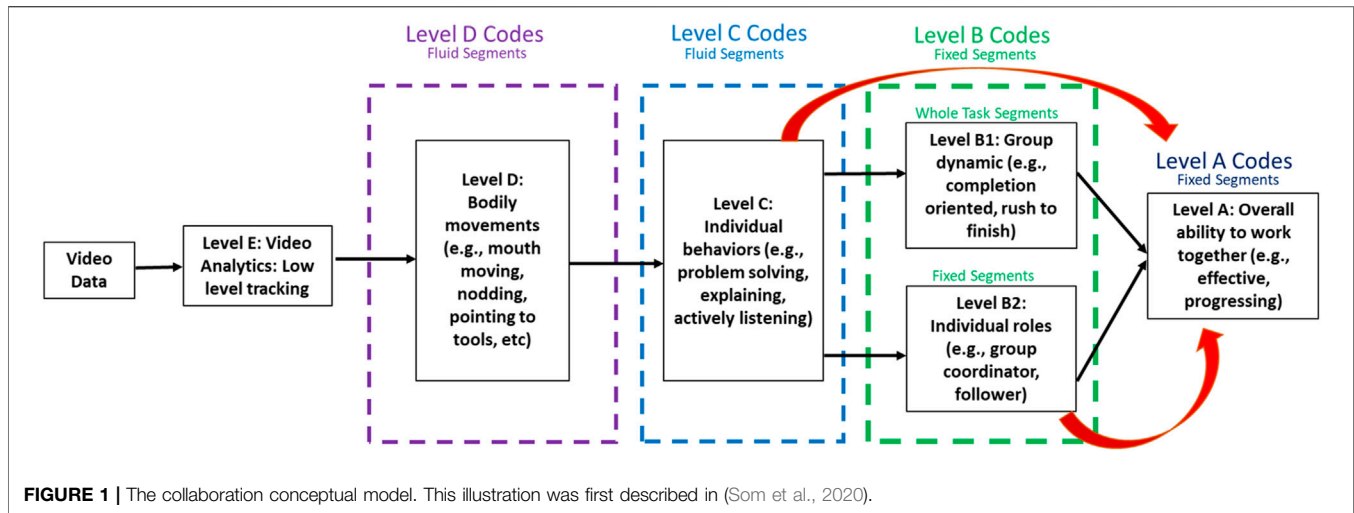 Video
Data
Level E: Video
Analytics: Low
level tracking
Level D Codes
Fluid Segments
Level D:
Bodily
movements
(e.g., mouth
moving,
nodding,
pointing to
tools, etc)
Level C Codes
Fluid Segments
Level C:
Individual
behaviors (e.g.,
problem solving,
explaining,
actively listening)
Level B Codes
Fixed Segments
Whole Task Segments
Level B1: Group
dynamic (e.g.,
completion
oriented, rush to
finish)
Fixed Segments
Level B2:
Individual roles
(e.g., group
coordinator,
follower)
Level A Codes
Fixed Segments
Level A: Overall
ability to work
together (e.g.,
effective,
progressing)
FIGURE 1 | The collaboration conceptual model. This illustration was first described in (Som et al., 2020).